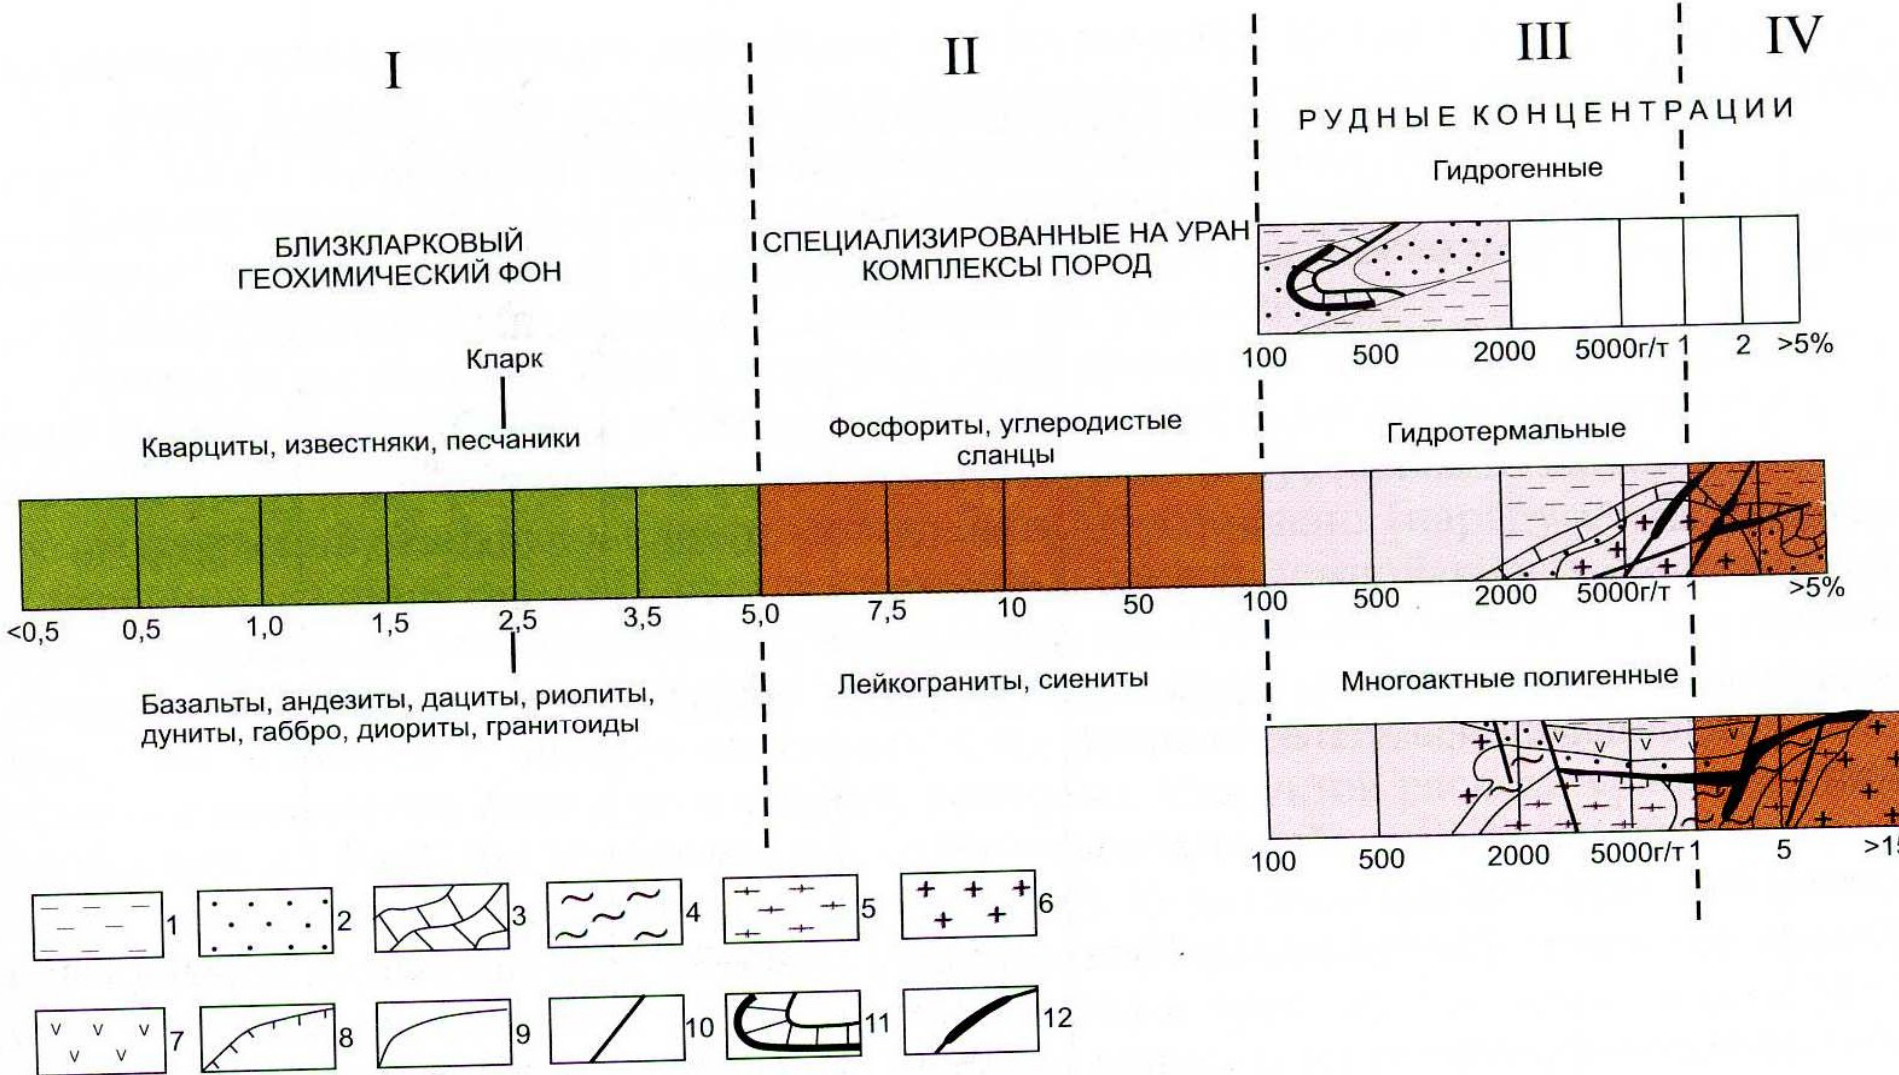 I
II
III
IV
РУДНЫЕ КОНЦЕНТРАЦИИ
Гидрогенные
БЛИЗКЛАРКОВЫЙ
ГЕОХИМИЧЕСКИЙ ФОН
СПЕЦИАЛИЗИРОВАННЫЕ НА УРАН
КОМПЛЕКСЫ ПОРОД
100 500 2000 5000г/т 1 2 >5%
Кларк
Кварциты, известняки, песчаники
Фосфориты, углеродистые
сланцы
Гидротермальные
<0,5 0,5 1,0 1,5 2,5 3,5 5,0 7,5 10 50 100 500 2000 5000г/т 1 >5%
Базальты, андезиты, дациты, риолиты,
дуниты, габбро, диориты, гранитоиды
Лейкограниты, сиениты
Многоактные полигенные
100 500 2000 5000г/т 1 5 >15
1 2 3 4 5 6
7 8 9 10 11 12